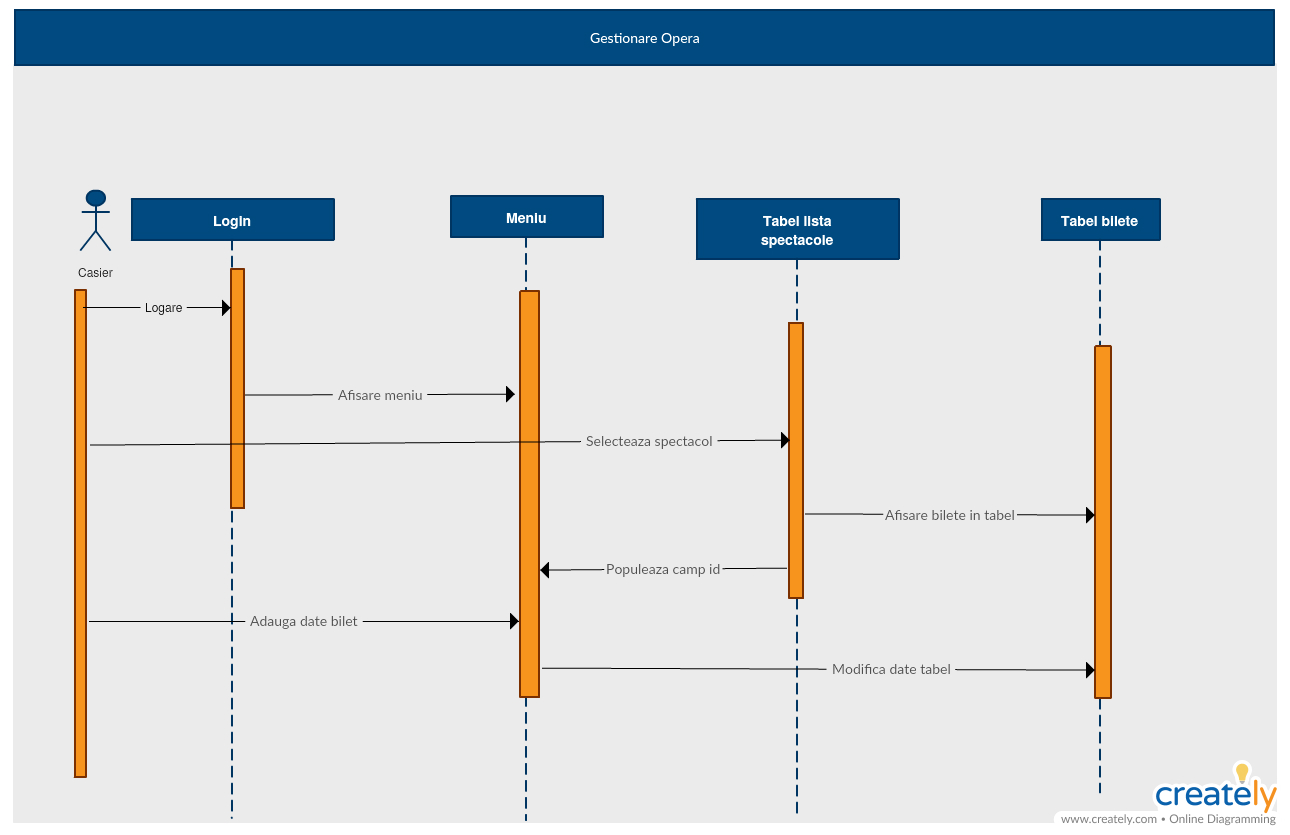 Gestionare Opera
Login
Meniu
Tabel lista
spectacole
Tabel bilete
Casier
Logare
Afisare meniu
Selecteaza spectacol
Afisare bilete in tabel
Populeaza camp id
Adauga date bilet
Modifica date tabel
creately
www.creately.com • Online Diagramming